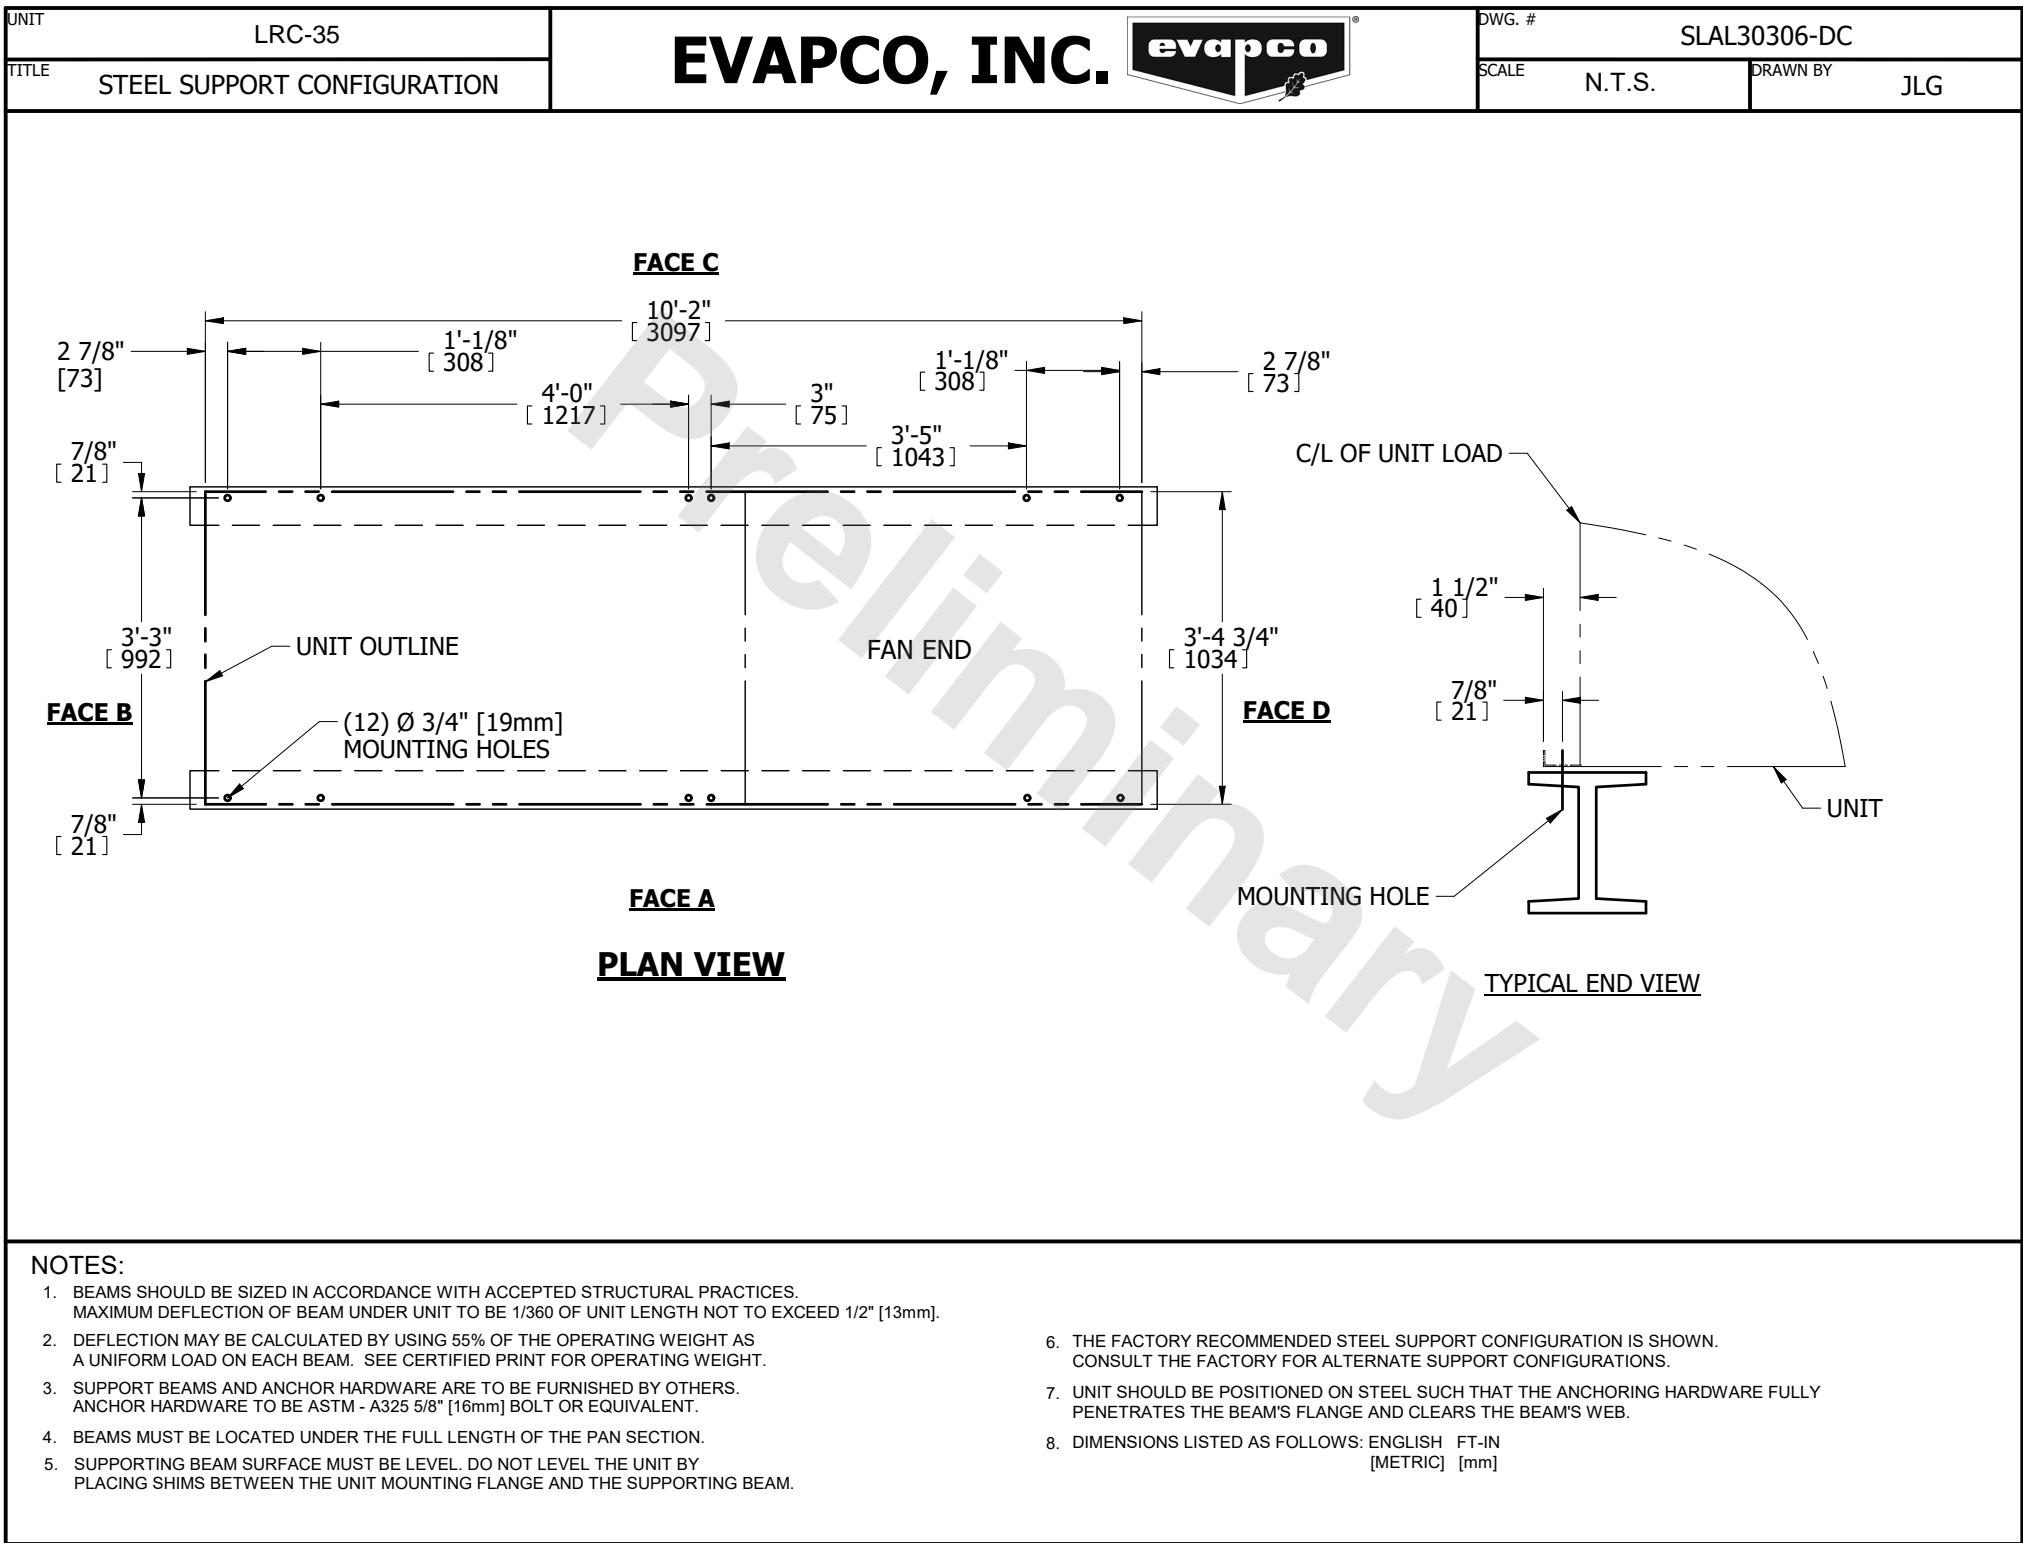 UNIT
LRC-35
TITLE
STEEL SUPPORT CONFIGURATION
EVAPCO, INC.
evapco
®
DWG. #
SLAL30306-DC
SCALE
N.T.S.
DRAWN BY
JLG
FACE C
10'-2"
[ 3097]
2 7/8"
[73]
1'-1/8"
[ 308]
1'-1/8"
[ 308]
2 7/8"
[ 73]
4'-0"
[ 1217]
3"
[ 75]
3'-5"
[ 1043]
7/8"
[ 21]
3'-3"
[ 992]
UNIT OUTLINE
FAN END
3'-4 3/4"
[ 1034]
FACE B
(12) Ø 3/4" [19mm]
MOUNTING HOLES
FACE D
7/8"
[ 21]
FACE A
PLAN VIEW
C/L OF UNIT LOAD
1 1/2"
[ 40]
7/8"
[ 21]
UNIT
MOUNTING HOLE
TYPICAL END VIEW
Preliminary
NOTES:
1. BEAMS SHOULD BE SIZED IN ACCORDANCE WITH ACCEPTED STRUCTURAL PRACTICES.
MAXIMUM DEFLECTION OF BEAM UNDER UNIT TO BE 1/360 OF UNIT LENGTH NOT TO EXCEED 1/2" [13mm].
2. DEFLECTION MAY BE CALCULATED BY USING 55% OF THE OPERATING WEIGHT AS
A UNIFORM LOAD ON EACH BEAM. SEE CERTIFIED PRINT FOR OPERATING WEIGHT.
3. SUPPORT BEAMS AND ANCHOR HARDWARE ARE TO BE FURNISHED BY OTHERS.
ANCHOR HARDWARE TO BE ASTM - A325 5/8" [16mm] BOLT OR EQUIVALENT.
4. BEAMS MUST BE LOCATED UNDER THE FULL LENGTH OF THE PAN SECTION.
5. SUPPORTING BEAM SURFACE MUST BE LEVEL. DO NOT LEVEL THE UNIT BY
PLACING SHIMS BETWEEN THE UNIT MOUNTING FLANGE AND THE SUPPORTING BEAM.
6. THE FACTORY RECOMMENDED STEEL SUPPORT CONFIGURATION IS SHOWN.
CONSULT THE FACTORY FOR ALTERNATE SUPPORT CONFIGURATIONS.
7. UNIT SHOULD BE POSITIONED ON STEEL SUCH THAT THE ANCHORING HARDWARE FULLY
PENETRATES THE BEAM'S FLANGE AND CLEARS THE BEAM'S WEB.
8. DIMENSIONS LISTED AS FOLLOWS: ENGLISH FT-IN
[METRIC] [mm]